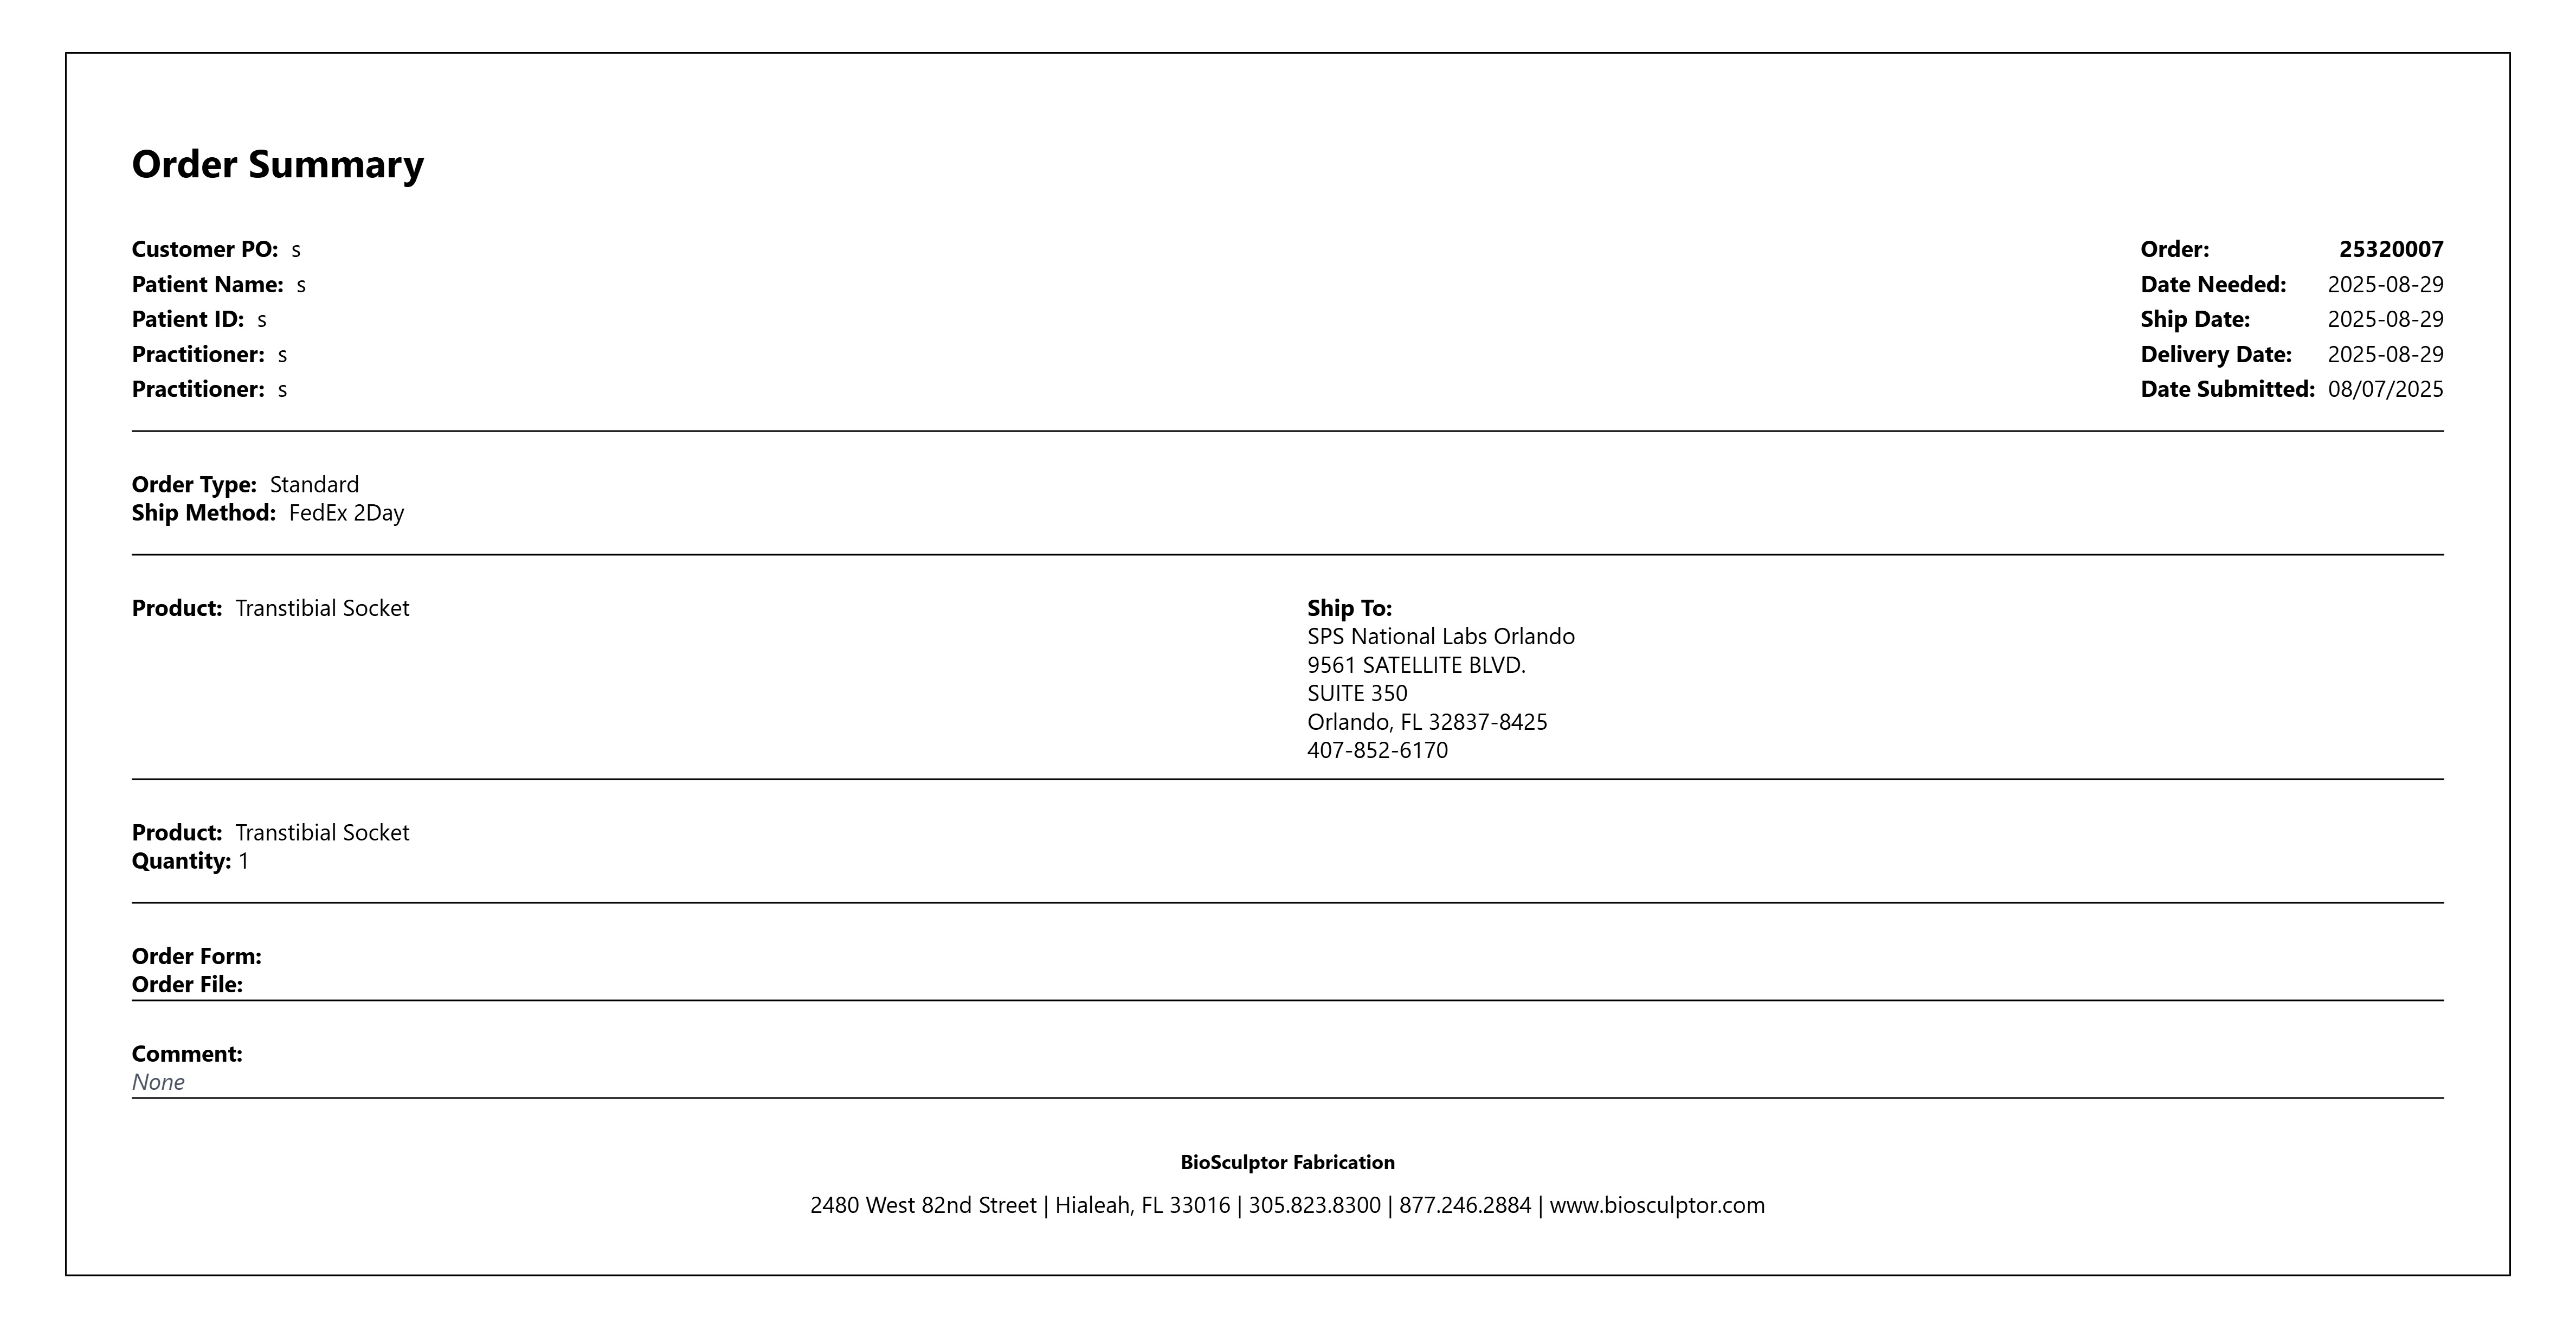 Order Summary
Customer PO: s
Order: 25320007
Patient Name: s
Date Needed: 2025-08-29
Patient ID: s
Ship Date: 2025-08-29
Practitioner: s
Delivery Date: 2025-08-29
Practitioner: s
Date Submitted: 08/07/2025
Order Type: Standard
Ship Method: FedEx 2Day
Product: Transtibial Socket
Ship To:
SPS National Labs Orlando
9561 SATELLITE BLVD.
SUITE 350
Orlando, FL 32837-8425
407-852-6170
Product: Transtibial Socket
Quantity: 1
Order Form:
Order File:
Comment:
None
BioSculptor Fabrication
2480 West 82nd Street | Hialeah, FL 33016 | 305.823.8300 | 877.246.2884 | www.biosculptor.com